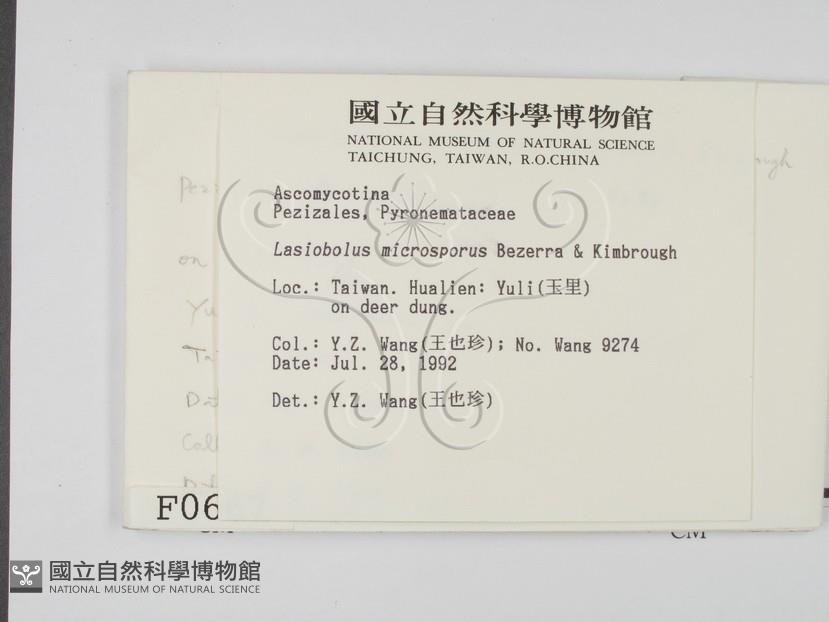 國立自然科學博物館
NATIONAL MUSEUM OF NATURAL SCIENCE
TAICHUNG, TAIWAN, R.O.CHINA
Ascomycotina
Pezizales, Pyronemataceae
Lasiobolus microsporus Bezerra & Kimbrough
Loc.: Taiwan. Hualien: Yuli(玉里)
on deer dung.
Col.: Y.Z. Wang(王也珍); No. Wang 9274
Date: Jul. 28, 1992
Det.: Y.Z. Wang(王也珍)
on
F06
CM
國立自然科學博物館
NATIONAL MUSEUM OF NATURAL SCIENCE